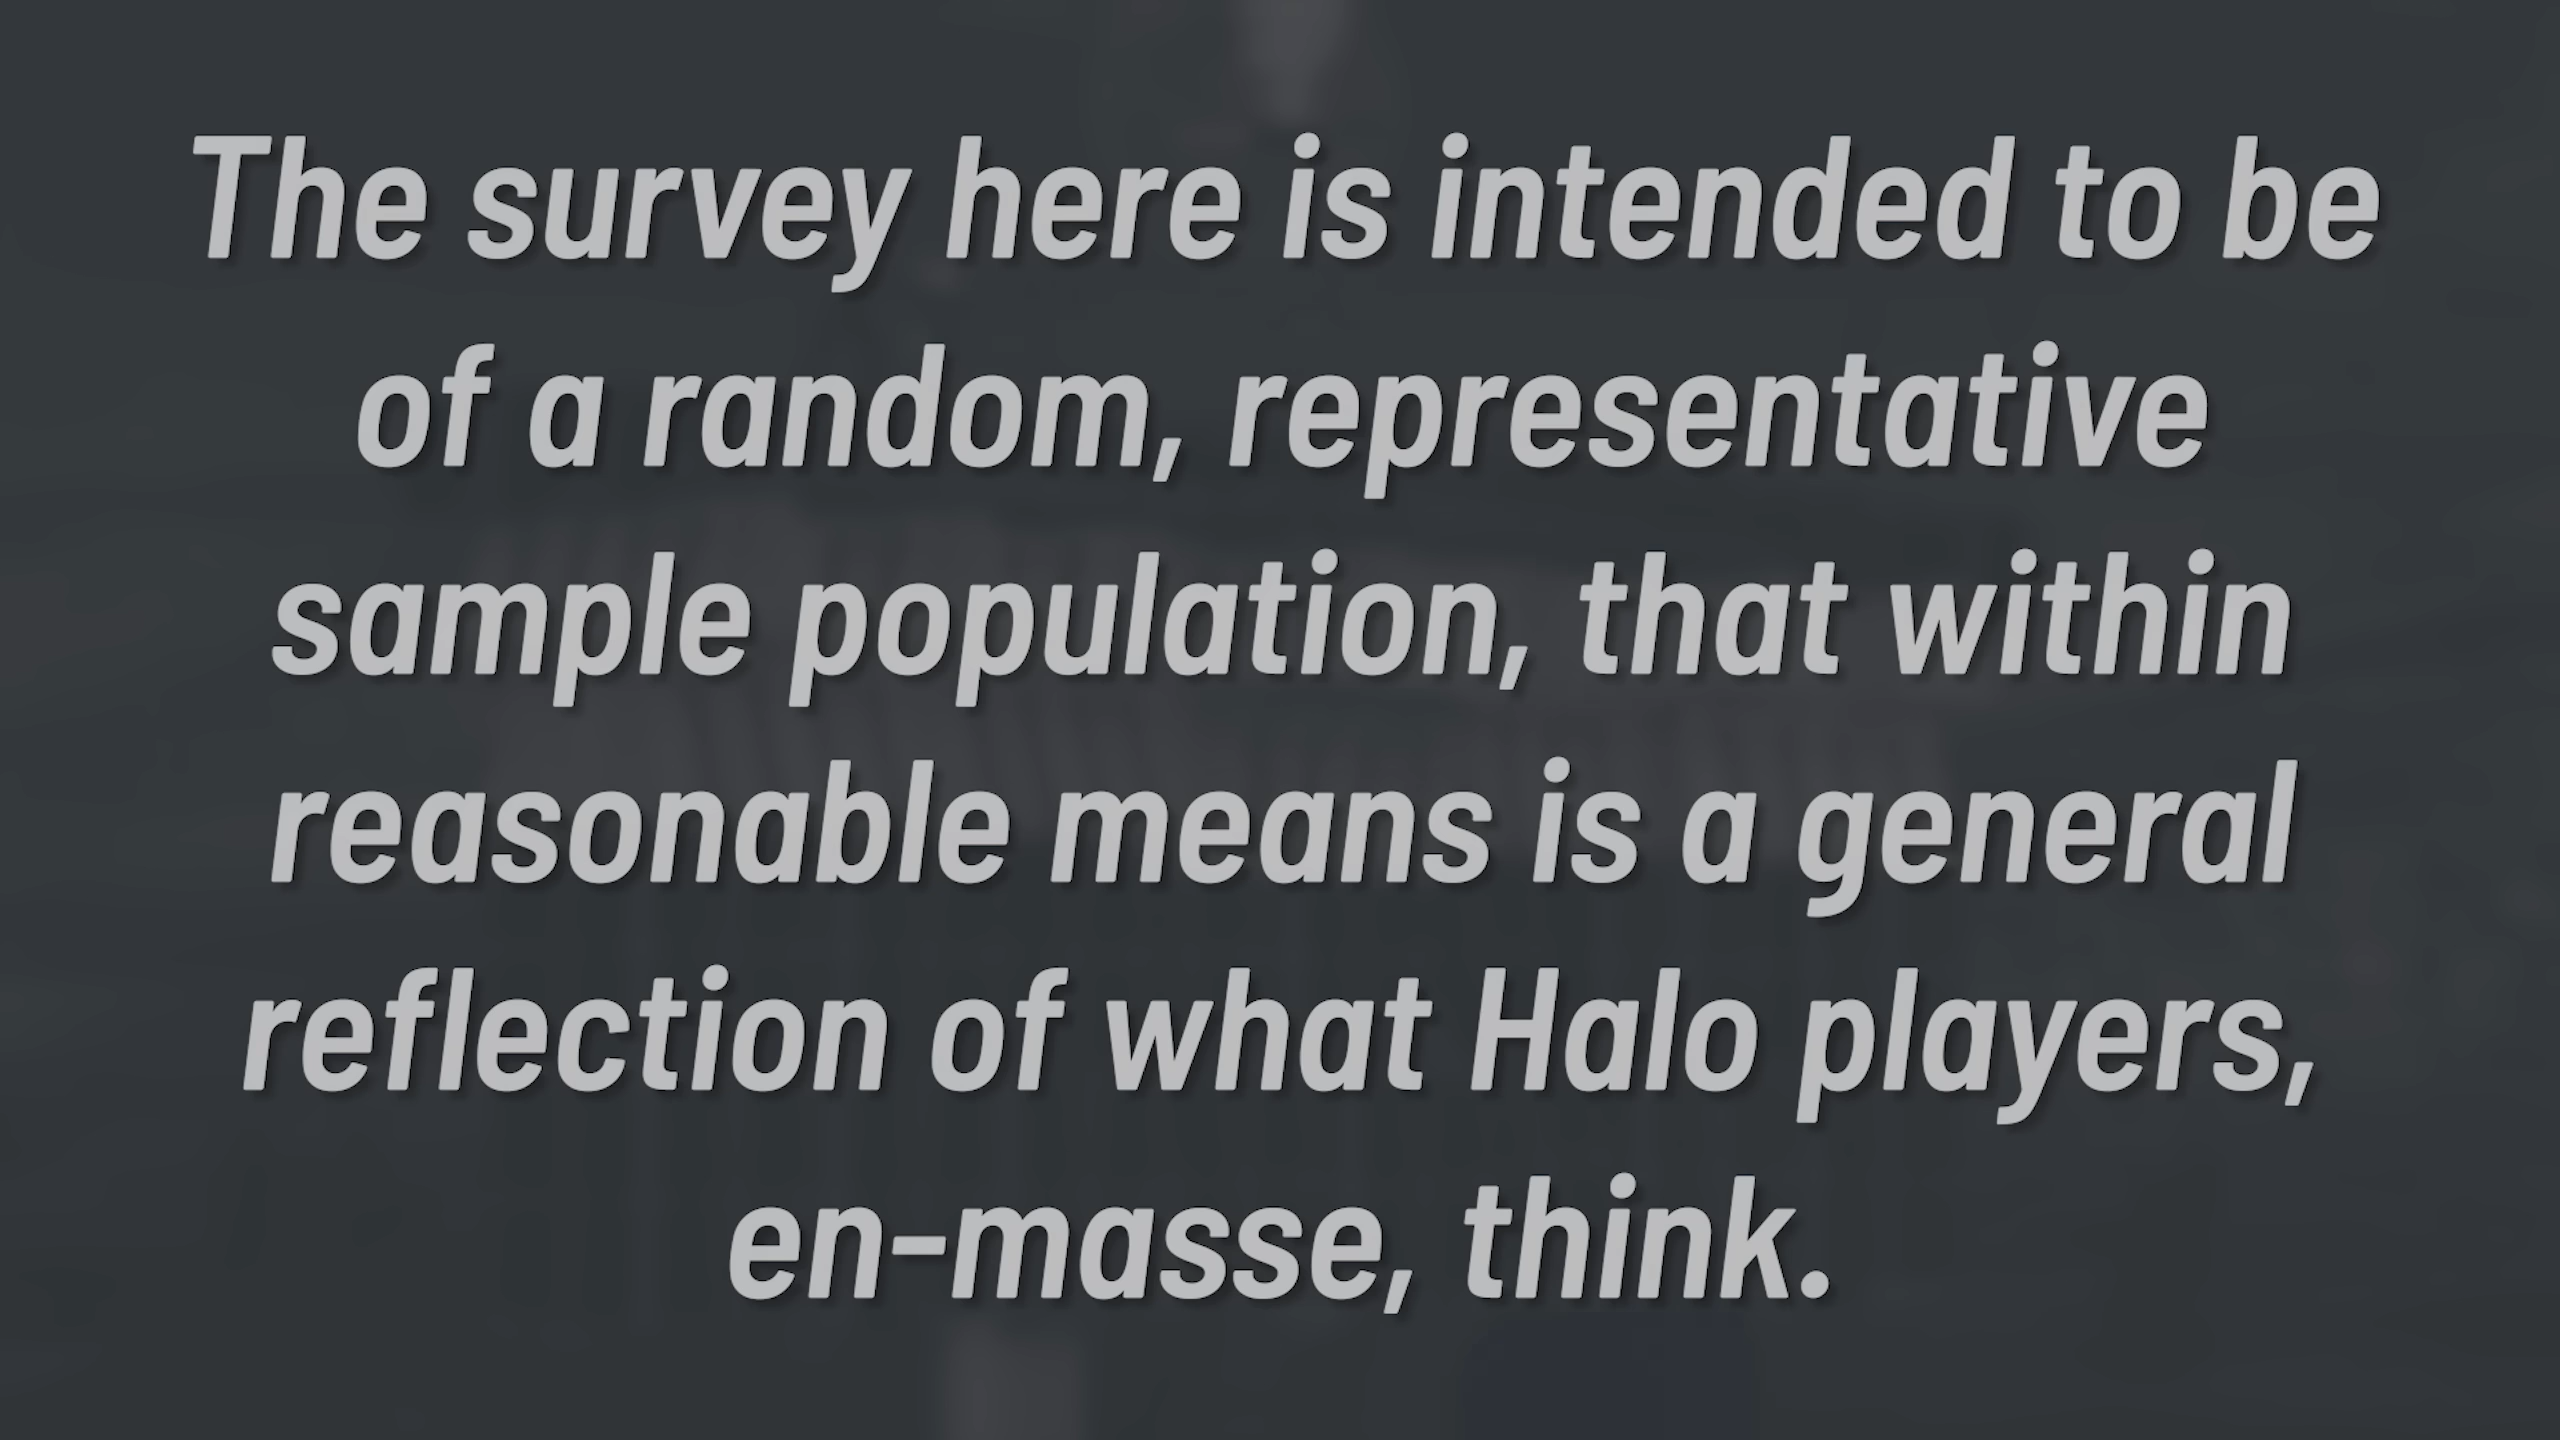 The survey here is intended to be
of a random, representative
sample population, that within
reasonable means is a general
reflection of what Halo players,
en-masse, think.